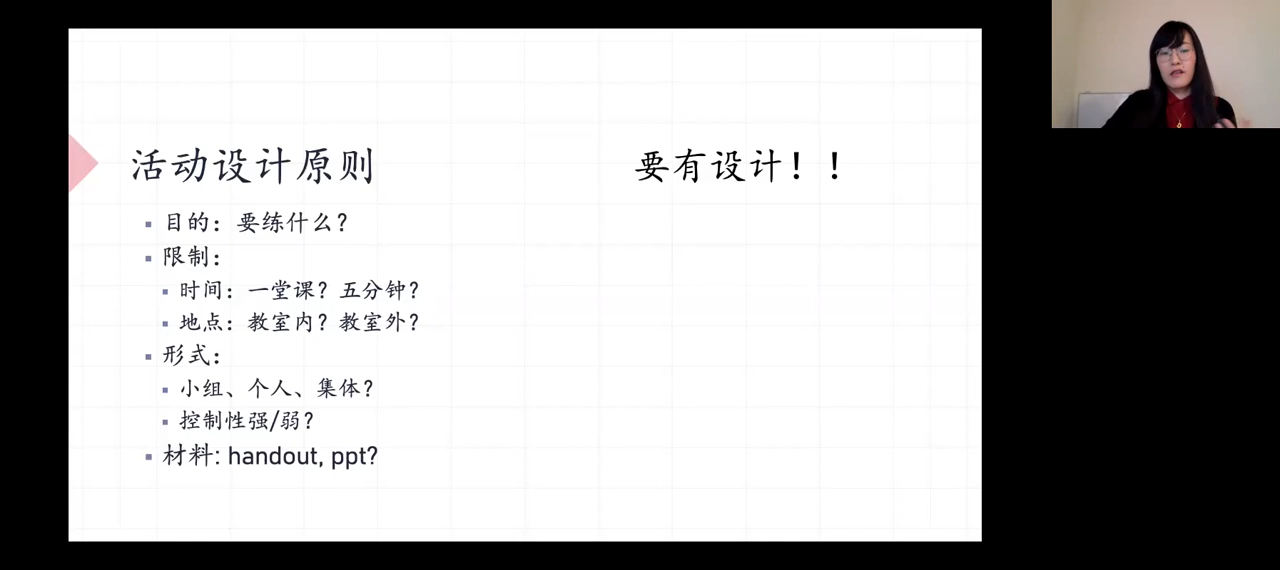 活动设计原则
要有设计！！
目的：要练什么？
限制：
时间：一堂课？五分钟？
地点：教室内？教室外？
形式：
小组、个人、集体？
控制性强/弱？
材料: handout, ppt?